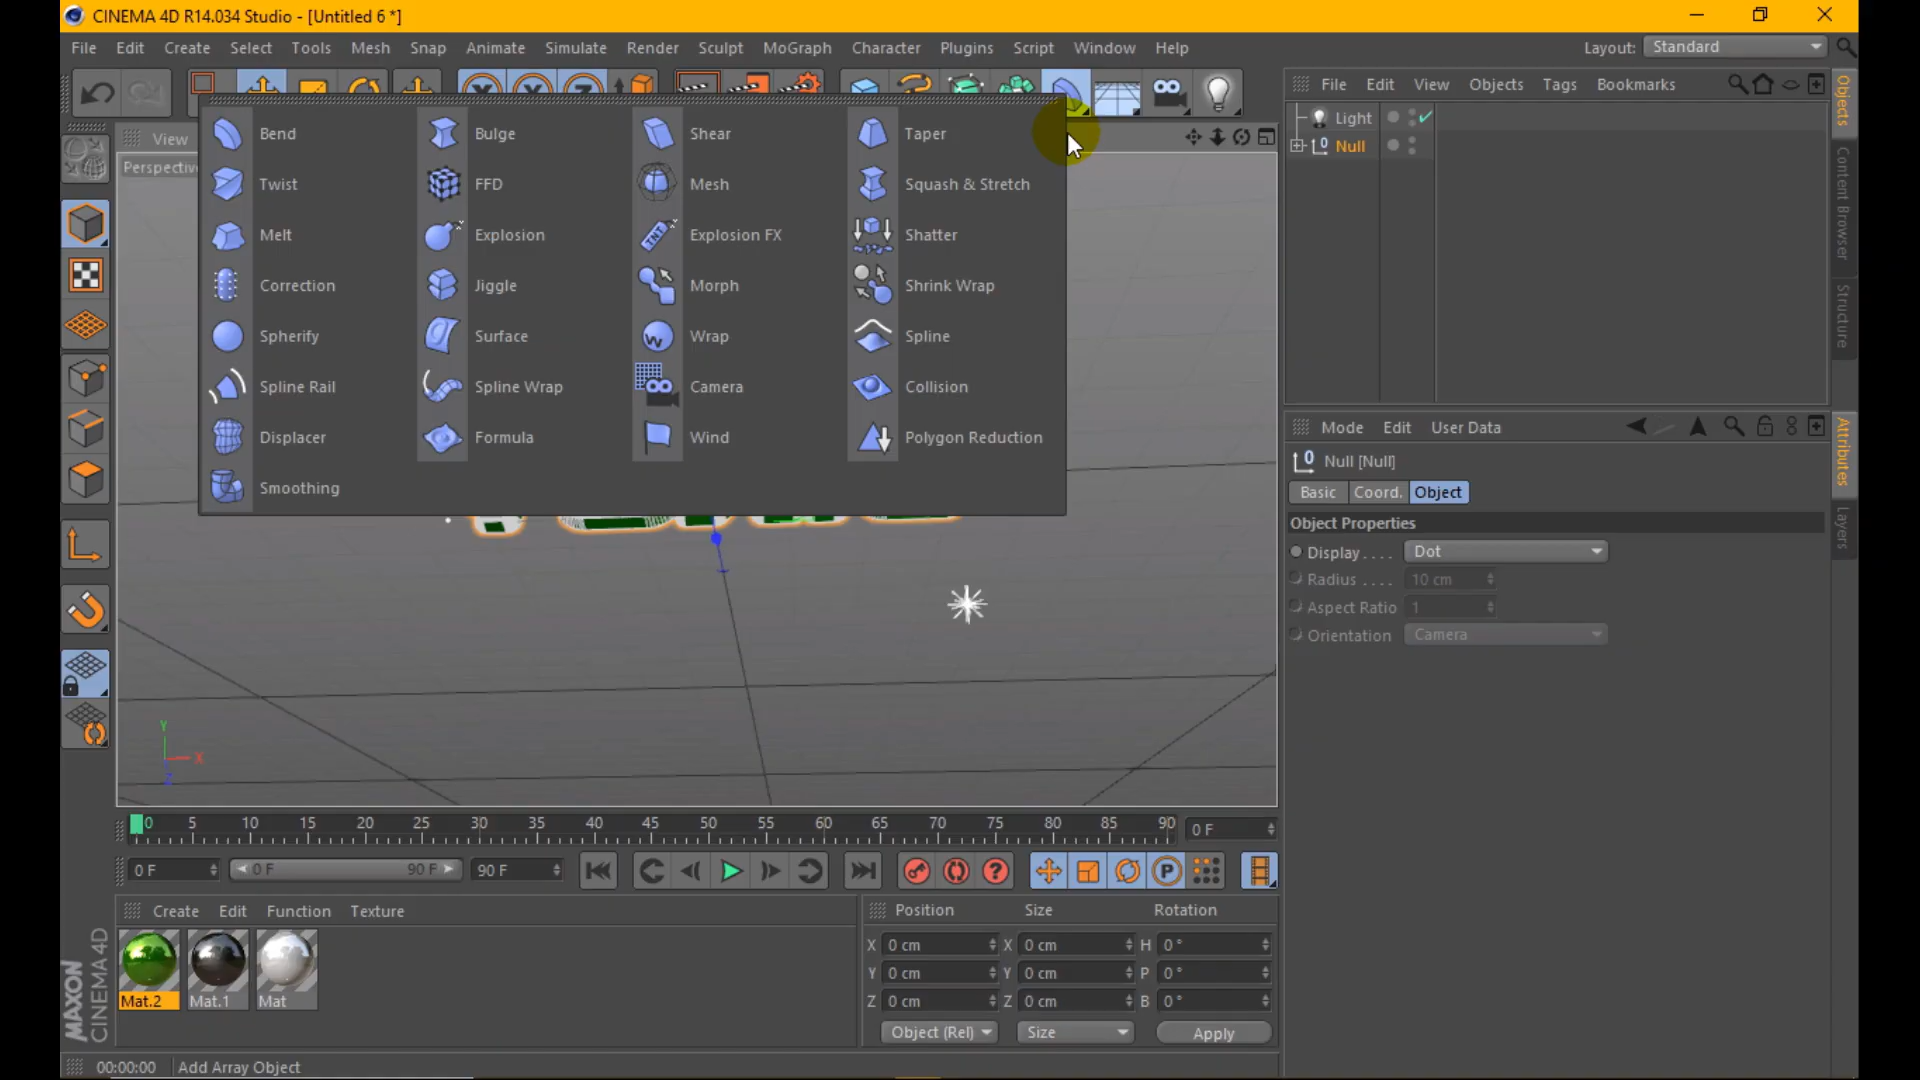 CINEMA 4D R14.034 Studio - [Untitled 6 *]
File Edit Create Select Tools Mesh Snap Animate Simulate Render Sculpt MoGraph Character Plugins Script Window Help Layout: Standard
File Edit View Objects Tags Bookmarks
Light
Null
Objects
Content Browser
Structure
View
Perspective
Bend Bulge Shear Taper
Twist FFD Mesh Squash & Stretch
Melt Explosion Explosion FX Shatter
Correction Jiggle Morph Shrink Wrap
Spherify Surface Wrap Spline
Spline Rail Spline Wrap Camera Collision
Displacer Formula Wind Polygon Reduction
Smoothing
Mode Edit User Data
Null [Null]
Basic Coord. Object
Object Properties
Display . . . . Dot
Radius . . . . 10 cm
Aspect Ratio 1
Orientation Camera
Attributes
Layers
Y
X
Z
0 5 10 15 20 25 30 35 40 45 50 55 60 65 70 75 80 85 90 0 F
0 F 0 F 90 F 90 F
Create Edit Function Texture
Mat.2 Mat.1 Mat
Position Size Rotation
X 0 cm X 0 cm H 0 °
Y 0 cm Y 0 cm P 0 °
Z 0 cm Z 0 cm B 0 °
Object (Rel) Size Apply
MAXON
CINEMA 4D
00:00:00 Add Array Object